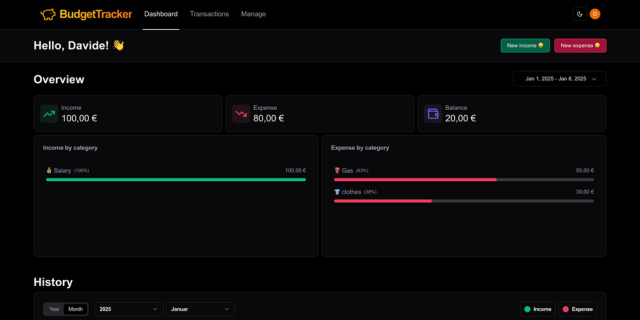 BudgetTracker Dashboard Transactions Manage D
Hello, Davide! 👋 New income 🤑 New expense 😤
Overview Jan 1, 2025 - Jan 8, 2025
Income
100,00 €
Expense
80,00 €
Balance
20,00 €
Income by category
💰 Salary (100%) 100,00 €
Expense by category
Gas (63%) 50,00 €
👕 clothes (38%) 30,00 €
History
Year Month 2025 Januar Income Expense